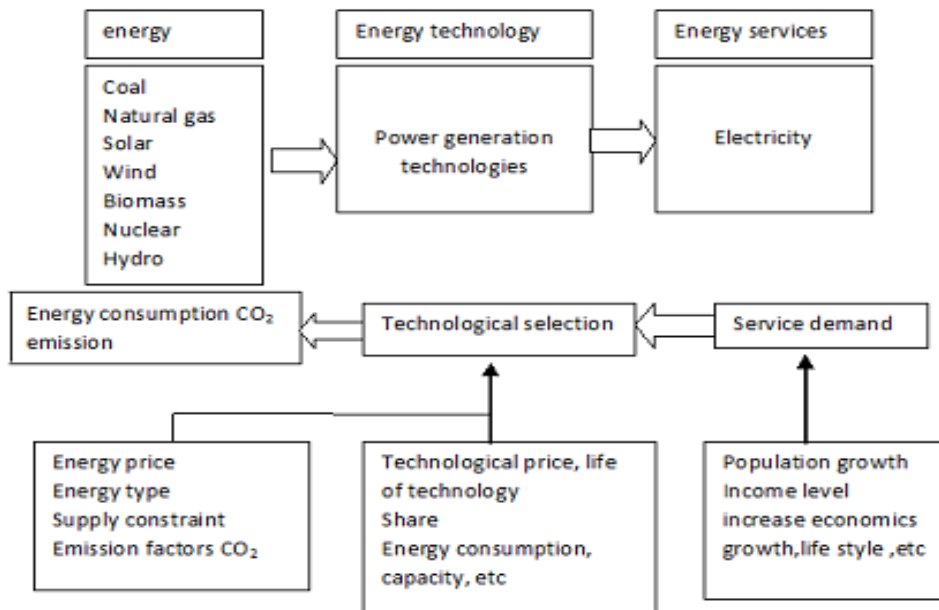 energy
Energy technology
Energy services
Coal
Natural gas
Solar
Wind
Biomass
Nuclear
Hydro
Power generation
technologies
Electricity
Energy consumption CO₂
emission
Technological selection
Service demand
Energy price
Energy type
Supply constraint
Emission factors CO₂
Technological price, life
of technology
Share
Energy consumption,
capacity, etc
Population growth
Income level
increase economics
growth,life style ,etc